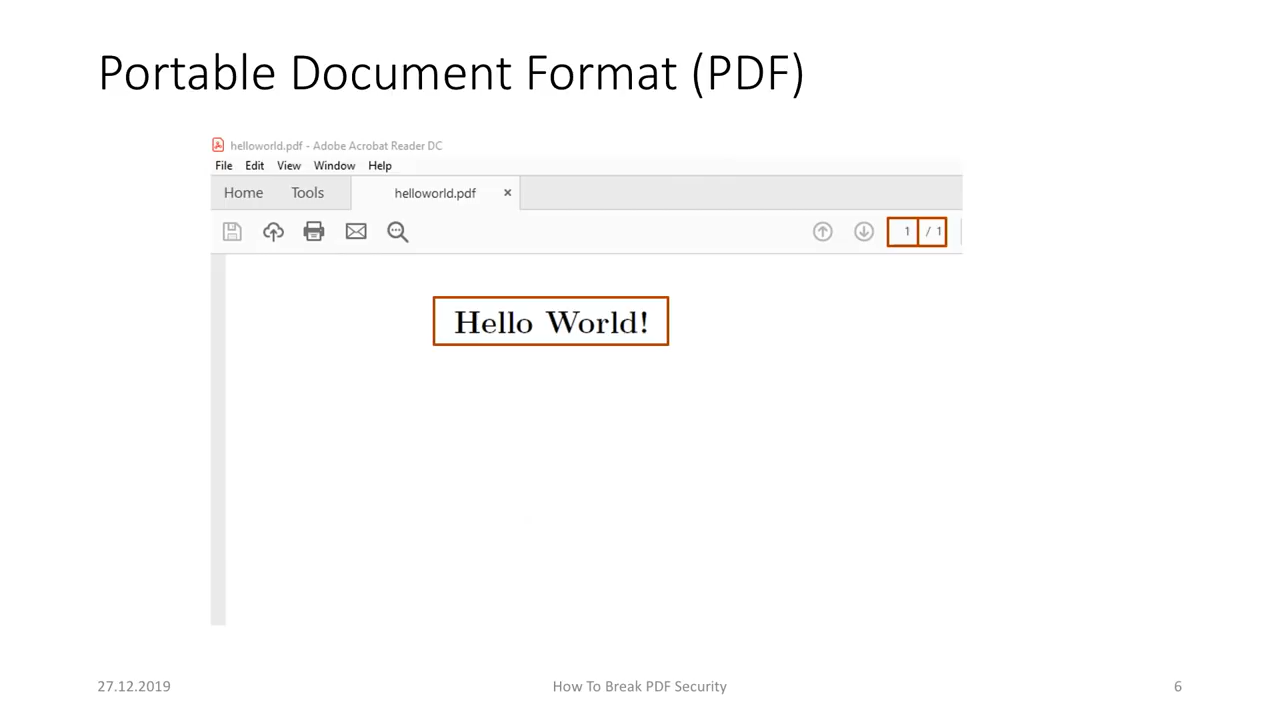 Portable Document Format (PDF)
helloworld.pdf - Adobe Acrobat Reader DC
File Edit View Window Help
Home Tools helloworld.pdf ×
1 / 1
Hello World!
27.12.2019 How To Break PDF Security 6